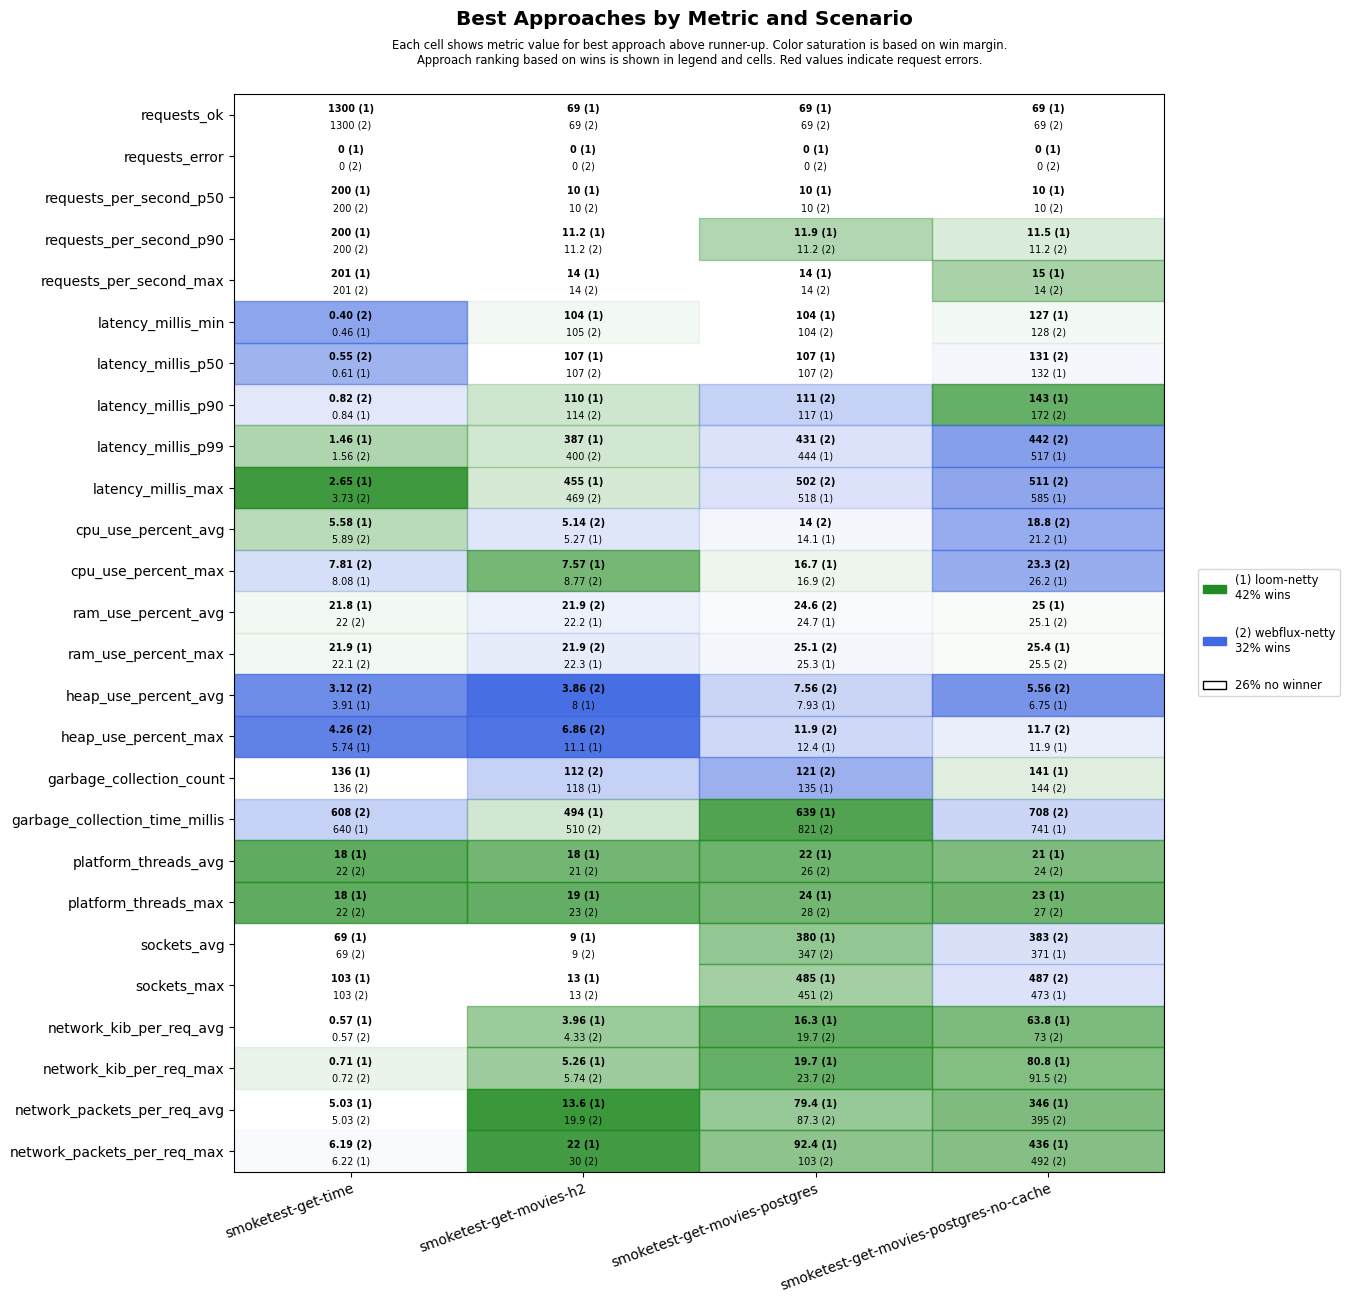 Best Approaches by Metric and Scenario
Each cell shows metric value for best approach above runner-up. Color saturation is based on win margin.
Approach ranking based on wins is shown in legend and cells. Red values indicate request errors.
requests_ok
1300 (1) 69 (1) 69 (1) 69 (1)
1300 (2) 69 (2) 69 (2) 69 (2)
requests_error
0 (1) 0 (1) 0 (1) 0 (1)
0 (2) 0 (2) 0 (2) 0 (2)
requests_per_second_p50
200 (1) 10 (1) 10 (1) 10 (1)
200 (2) 10 (2) 10 (2) 10 (2)
requests_per_second_p90
200 (1) 11.2 (1) 11.9 (1) 11.5 (1)
200 (2) 11.2 (2) 11.2 (2) 11.2 (2)
requests_per_second_max
201 (1) 14 (1) 14 (1) 15 (1)
201 (2) 14 (2) 14 (2) 14 (2)
latency_millis_min
0.40 (2) 104 (1) 104 (1) 127 (1)
0.46 (1) 105 (2) 104 (2) 128 (2)
latency_millis_p50
0.55 (2) 107 (1) 107 (1) 131 (2)
0.61 (1) 107 (2) 107 (2) 132 (1)
latency_millis_p90
0.82 (2) 110 (1) 111 (2) 143 (1)
0.84 (1) 114 (2) 117 (1) 172 (2)
latency_millis_p99
1.46 (1) 387 (1) 431 (2) 442 (2)
1.56 (2) 400 (2) 444 (1) 517 (1)
latency_millis_max
2.65 (1) 455 (1) 502 (2) 511 (2)
3.73 (2) 469 (2) 518 (1) 585 (1)
cpu_use_percent_avg
5.58 (1) 5.14 (2) 14 (2) 18.8 (2)
5.89 (2) 5.27 (1) 14.1 (1) 21.2 (1)
cpu_use_percent_max
7.81 (2) 7.57 (1) 16.7 (1) 23.3 (2)
8.08 (1) 8.77 (2) 16.9 (2) 26.2 (1)
ram_use_percent_avg
21.8 (1) 21.9 (2) 24.6 (2) 25 (1)
22 (2) 22.2 (1) 24.7 (1) 25.1 (2)
ram_use_percent_max
21.9 (1) 21.9 (2) 25.1 (2) 25.4 (1)
22.1 (2) 22.3 (1) 25.3 (1) 25.5 (2)
heap_use_percent_avg
3.12 (2) 3.86 (2) 7.56 (2) 5.56 (2)
3.91 (1) 8 (1) 7.93 (1) 6.75 (1)
heap_use_percent_max
4.26 (2) 6.86 (2) 11.9 (2) 11.7 (2)
5.74 (1) 11.1 (1) 12.4 (1) 11.9 (1)
garbage_collection_count
136 (1) 112 (2) 121 (2) 141 (1)
136 (2) 118 (1) 135 (1) 144 (2)
garbage_collection_time_millis
608 (2) 494 (1) 639 (1) 708 (2)
640 (1) 510 (2) 821 (2) 741 (1)
platform_threads_avg
18 (1) 18 (1) 22 (1) 21 (1)
22 (2) 21 (2) 26 (2) 24 (2)
platform_threads_max
18 (1) 19 (1) 24 (1) 23 (1)
22 (2) 23 (2) 28 (2) 27 (2)
sockets_avg
69 (1) 9 (1) 380 (1) 383 (2)
69 (2) 9 (2) 347 (2) 371 (1)
sockets_max
103 (1) 13 (1) 485 (1) 487 (2)
103 (2) 13 (2) 451 (2) 473 (1)
network_kib_per_req_avg
0.57 (1) 3.96 (1) 16.3 (1) 63.8 (1)
0.57 (2) 4.33 (2) 19.7 (2) 73 (2)
network_kib_per_req_max
0.71 (1) 5.26 (1) 19.7 (1) 80.8 (1)
0.72 (2) 5.74 (2) 23.7 (2) 91.5 (2)
network_packets_per_req_avg
5.03 (1) 13.6 (1) 79.4 (1) 346 (1)
5.03 (2) 19.9 (2) 87.3 (2) 395 (2)
network_packets_per_req_max
6.19 (2) 22 (1) 92.4 (1) 436 (1)
6.22 (1) 30 (2) 103 (2) 492 (2)
smoketest-get-time
smoketest-get-movies-h2
smoketest-get-movies-postgres
smoketest-get-movies-postgres-no-cache
(1) loom-netty
42% wins
(2) webflux-netty
32% wins
26% no winner